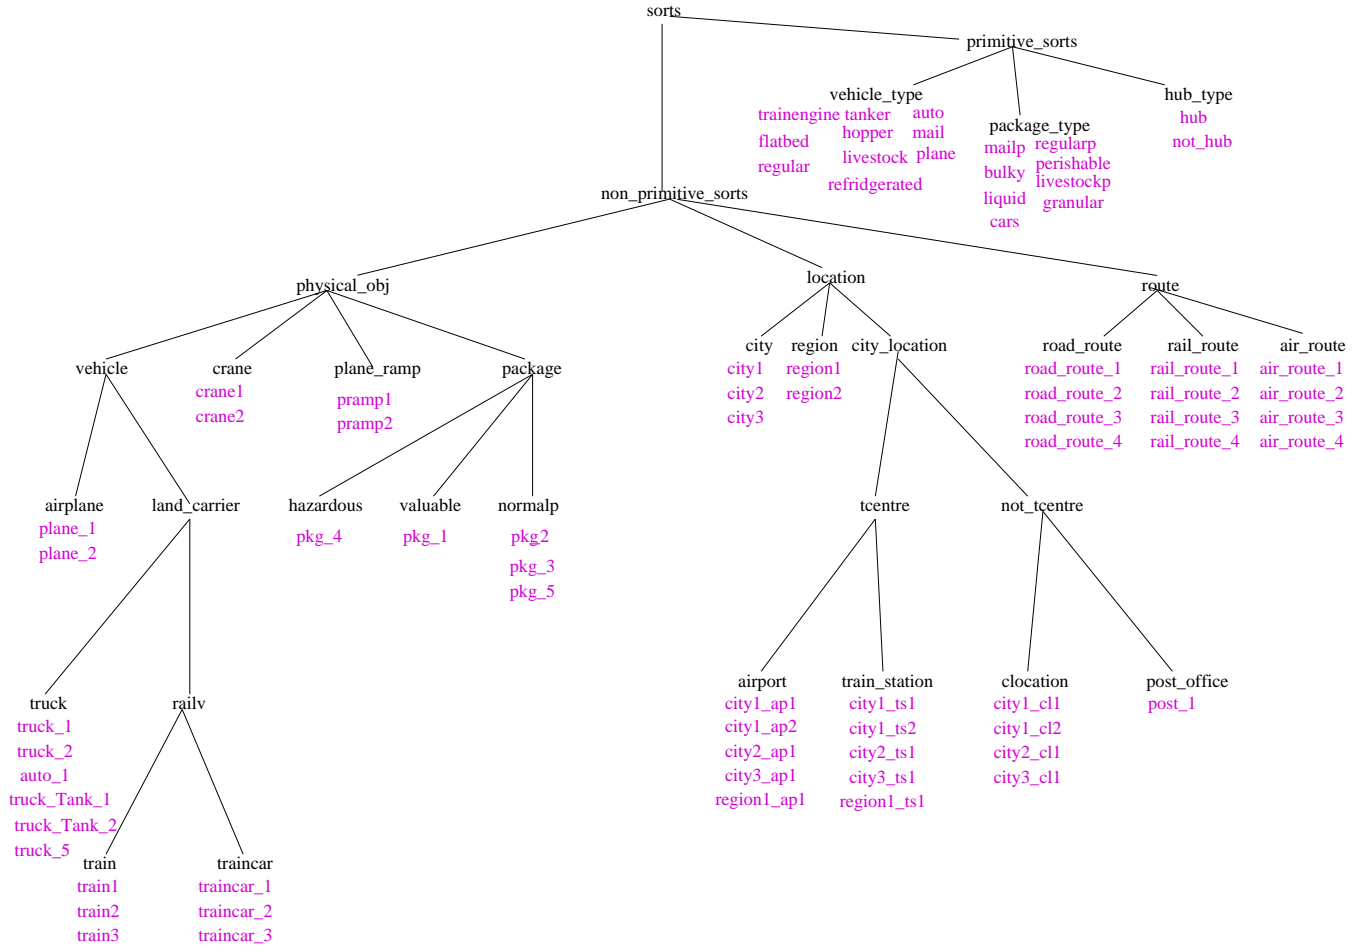 sorts
primitive_sorts
vehicle_type
hub_type
trainengine tanker auto
hub
package_type
flatbed hopper mail
not_hub
mailp regularp
regular livestock plane
bulky perishable
refridgerated
livestockp
liquid granular
cars
non_primitive_sorts
physical_obj location route
vehicle crane plane_ramp package city region city_location road_route rail_route air_route
crane1 pramp1 city1 region1 road_route_1 rail_route_1 air_route_1
crane2 pramp2 city2 region2 road_route_2 rail_route_2 air_route_2
city3 road_route_3 rail_route_3 air_route_3
road_route_4 rail_route_4 air_route_4
airplane land_carrier hazardous valuable normalp tcentre not_tcentre
plane_1 pkg_4 pkg_1 pkg2
plane_2 pkg_3
pkg_5
airport train_station clocation post_office
city1_ap1 city1_ts1 city1_cl1 post_1
city1_ap2 city1_ts2 city1_cl2
city2_ap1 city2_ts1 city2_cl1
city3_ap1 city3_ts1 city3_cl1
region1_ap1 region1_ts1
truck railv
truck_1
truck_2
auto_1
truck_Tank_1
truck_Tank_2
truck_5
train traincar
train1 traincar_1
train2 traincar_2
train3 traincar_3